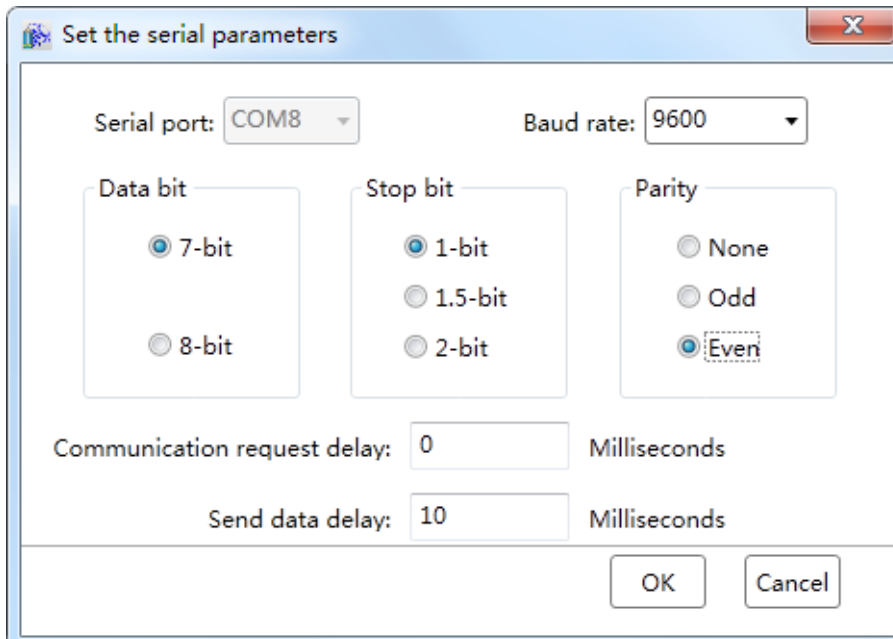 Set the serial parameters
Serial port: COM8 Baud rate: 9600
Data bit Stop bit Parity
7-bit 1-bit None
1.5-bit Odd
8-bit 2-bit Even
Communication request delay: 0 Milliseconds
Send data delay: 10 Milliseconds
OK Cancel